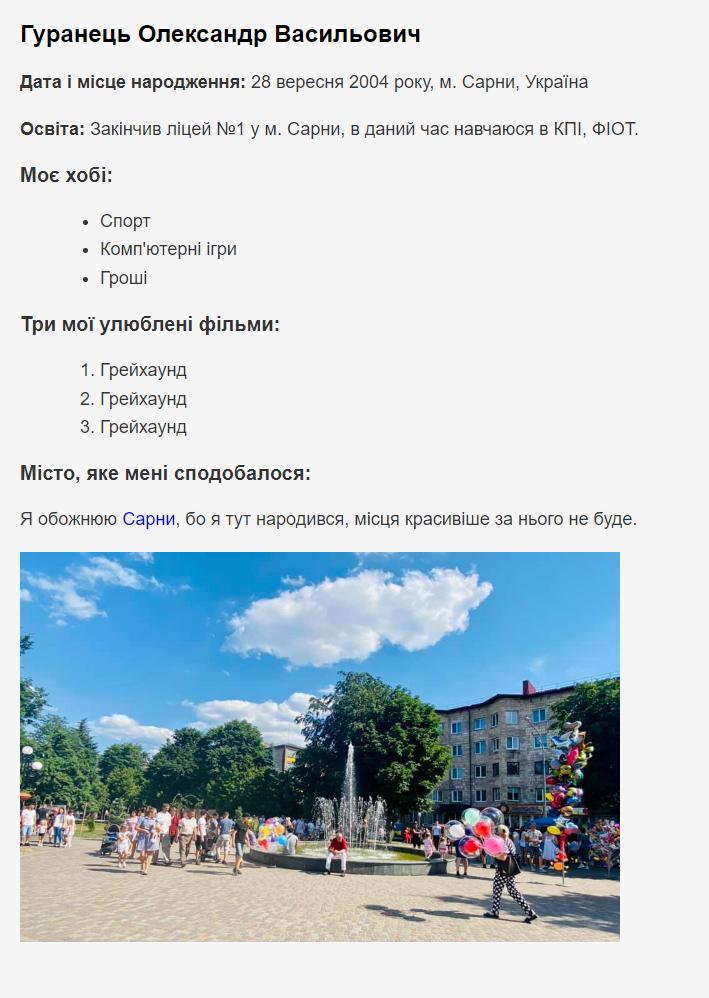 Гуранець Олександр Васильович
Дата і місце народження: 28 вересня 2004 року, м. Сарни, Україна
Освіта: Закінчив ліцей №1 у м. Сарни, в даний час навчаюся в КПІ, ФІОТ.
Моє хобі:
• Спорт
• Комп'ютерні ігри
• Гроші
Три мої улюблені фільми:
1. Грейхаунд
2. Грейхаунд
3. Грейхаунд
Місто, яке мені сподобалося:
Я обожнюю Сарни, бо я тут народився, місця красивіше за нього не буде.